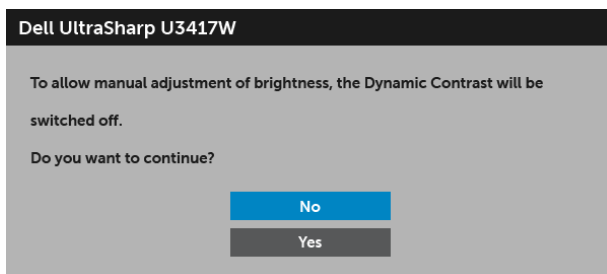 Dell UltraSharp U3417W
To allow manual adjustment of brightness, the Dynamic Contrast will be
switched off.
Do you want to continue?
No
Yes